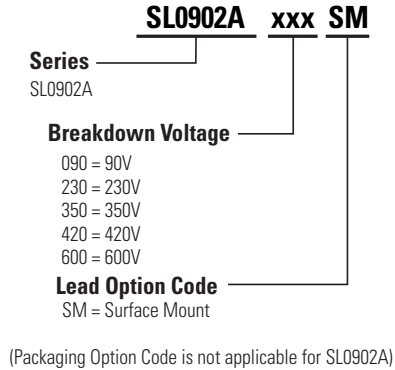 SL0902A xxx SM
Series
SL0902A
Breakdown Voltage
090 = 90V
230 = 230V
350 = 350V
420 = 420V
600 = 600V
Lead Option Code
SM = Surface Mount
(Packaging Option Code is not applicable for SL0902A)